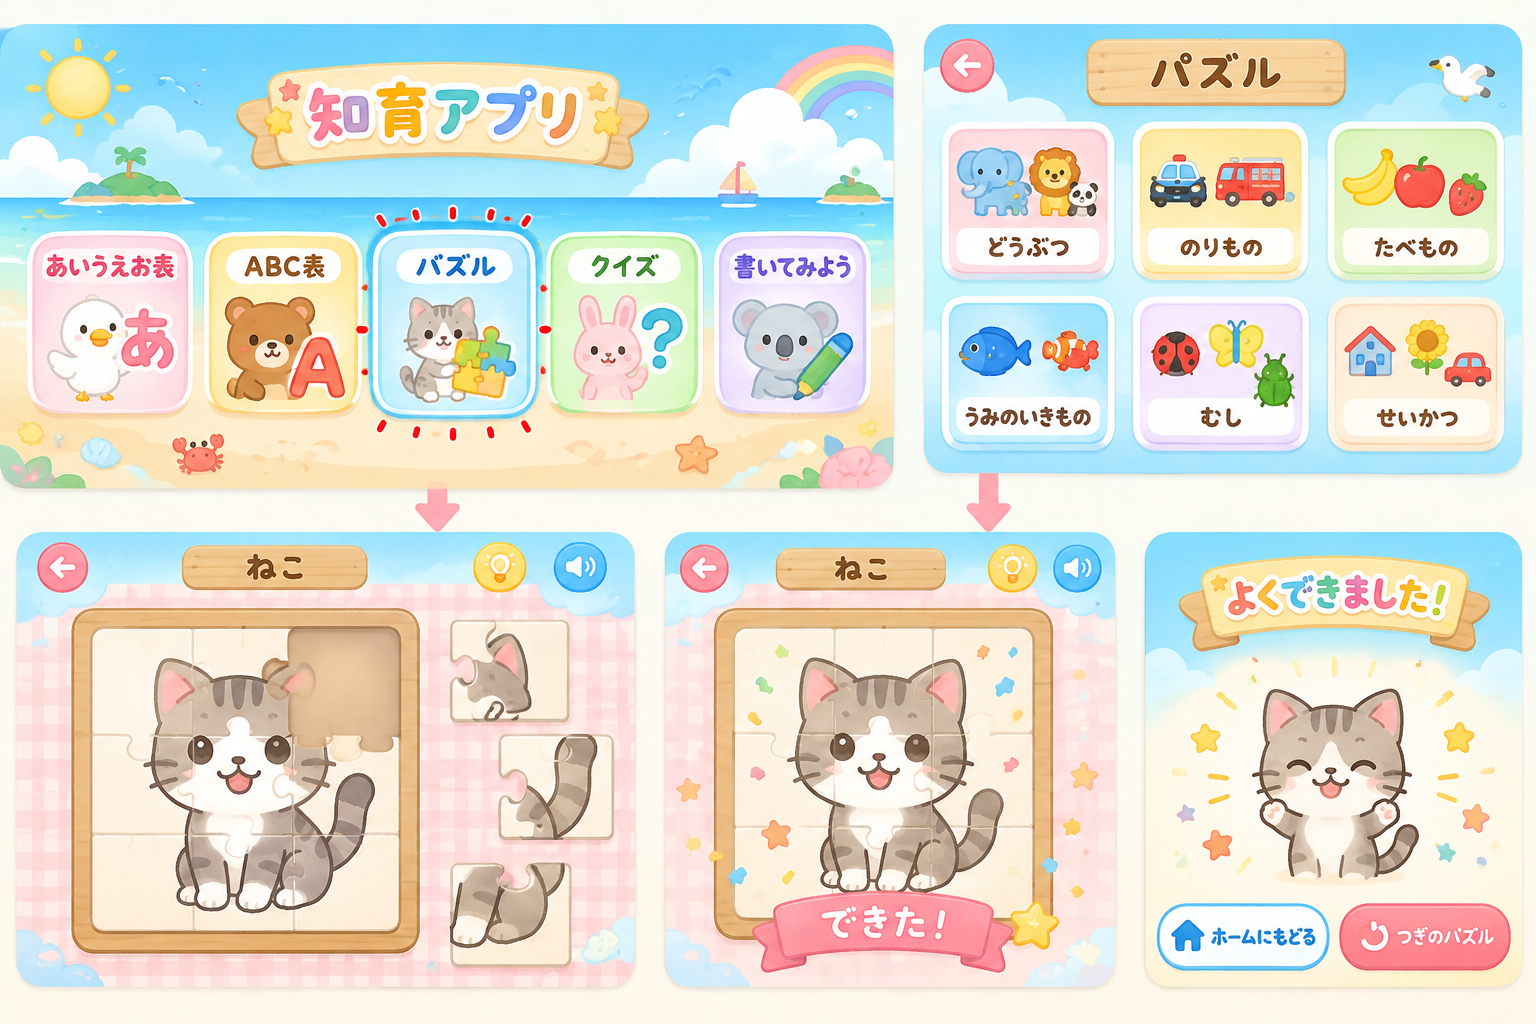 知育アプリ
あいうえお表
あ
ABC表
A
パズル
クイズ
?
書いてみよう
パズル
どうぶつ
のりもの
たべもの
うみのいきもの
むし
せいかつ
ねこ
ねこ
できた!
よくできました!
ホームにもどる
つぎのパズル